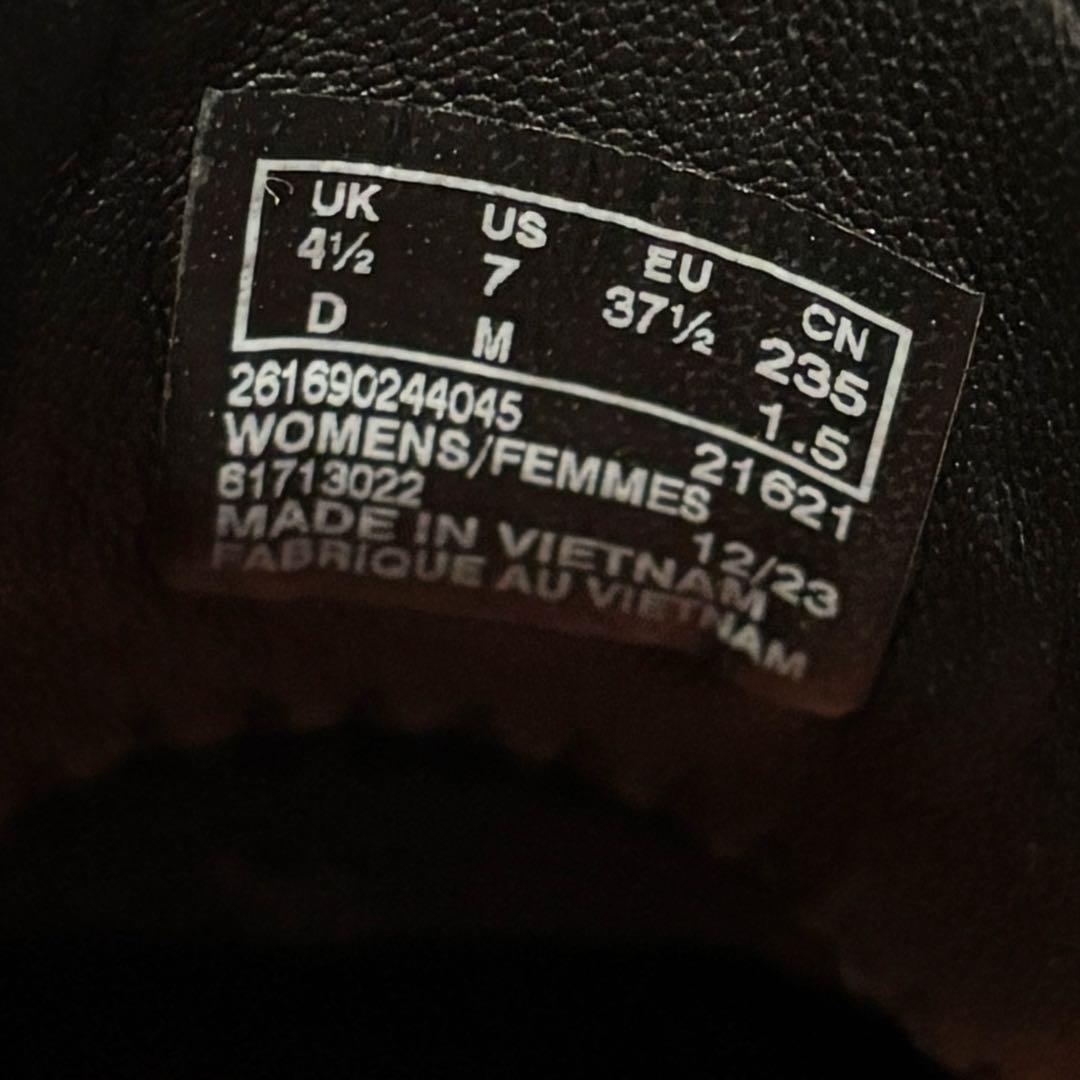 UK US EU CN
4½ 7 37½ 235
D M 1.5
261690244045 21621
WOMENS/FEMMES
61713022 12/23
MADE IN VIETNAM
FABRIQUE AU VIETNAM